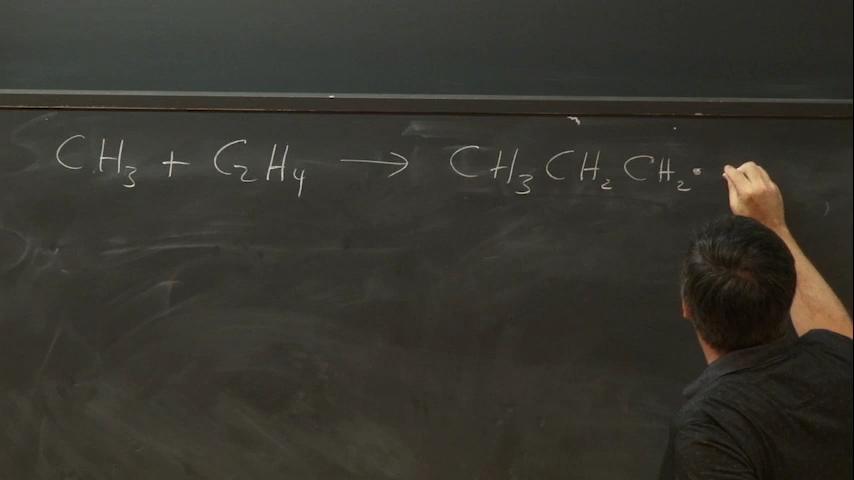 CH₃ + C₂H₄ → CH₃CH₂CH₂•